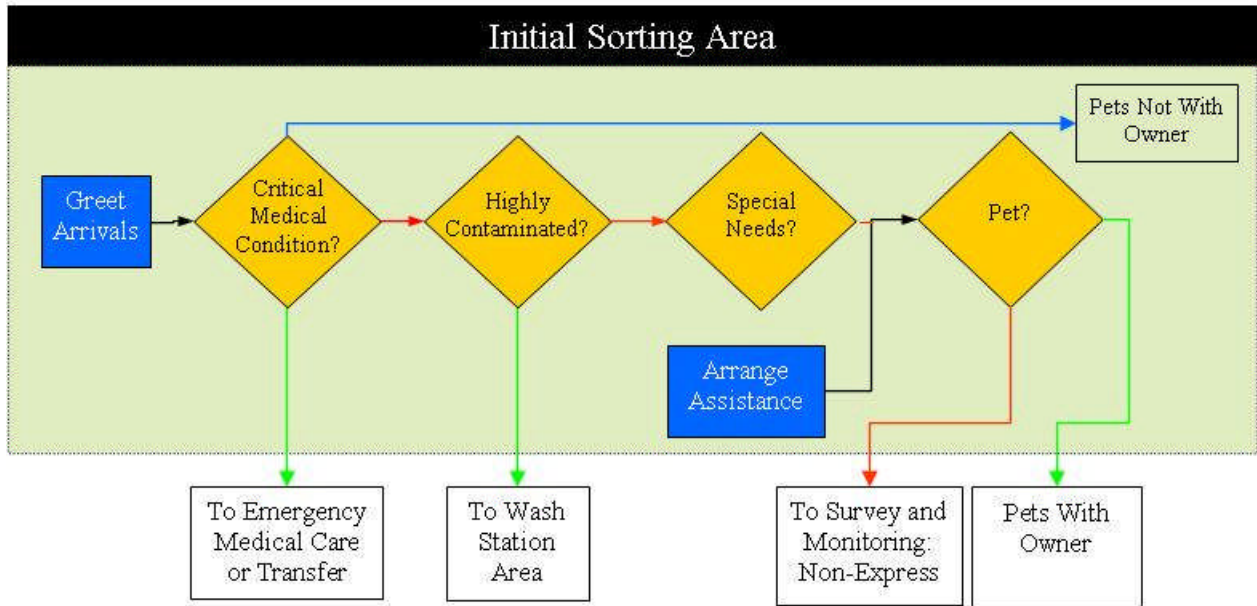 Initial Sorting Area
Pets Not With
Owner
Greet
Arrivals
Critical
Medical
Condition?
Highly
Contaminated?
Special
Needs?
Pet?
Arrange
Assistance
To Emergency
Medical Care
or Transfer
To Wash
Station
Area
To Survey and
Monitoring:
Non-Express
Pets With
Owner